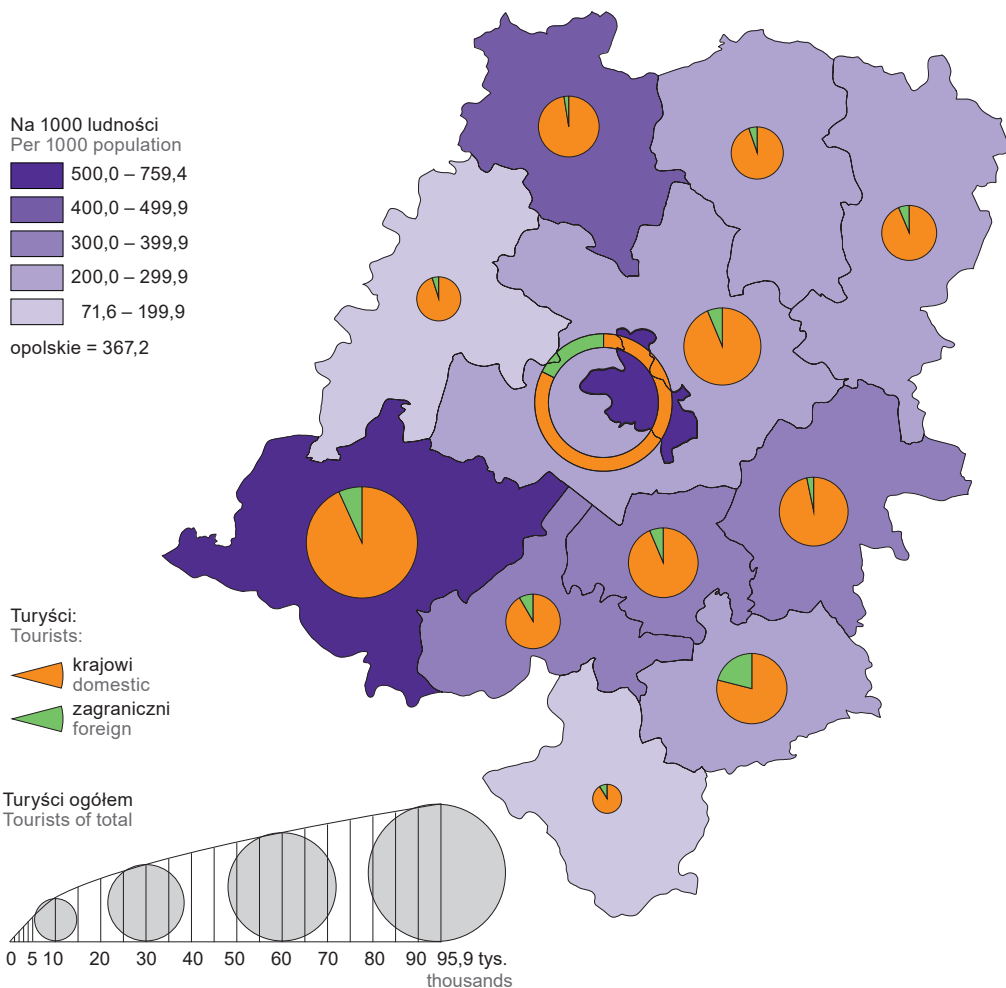 Na 1000 ludności
Per 1000 population
500,0 – 759,4
400,0 – 499,9
300,0 – 399,9
200,0 – 299,9
71,6 – 199,9
opolskie = 367,2
Turyści:
Tourists:
krajowi
domestic
zagraniczni
foreign
Turyści ogółem
Tourists of total
0 5 10 20 30 40 50 60 70 80 90 95,9 tys.
thousands